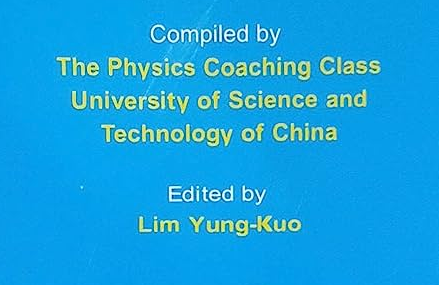 Compiled by
The Physics Coaching Class
University of Science and
Technology of China
Edited by
Lim Yung-Kuo